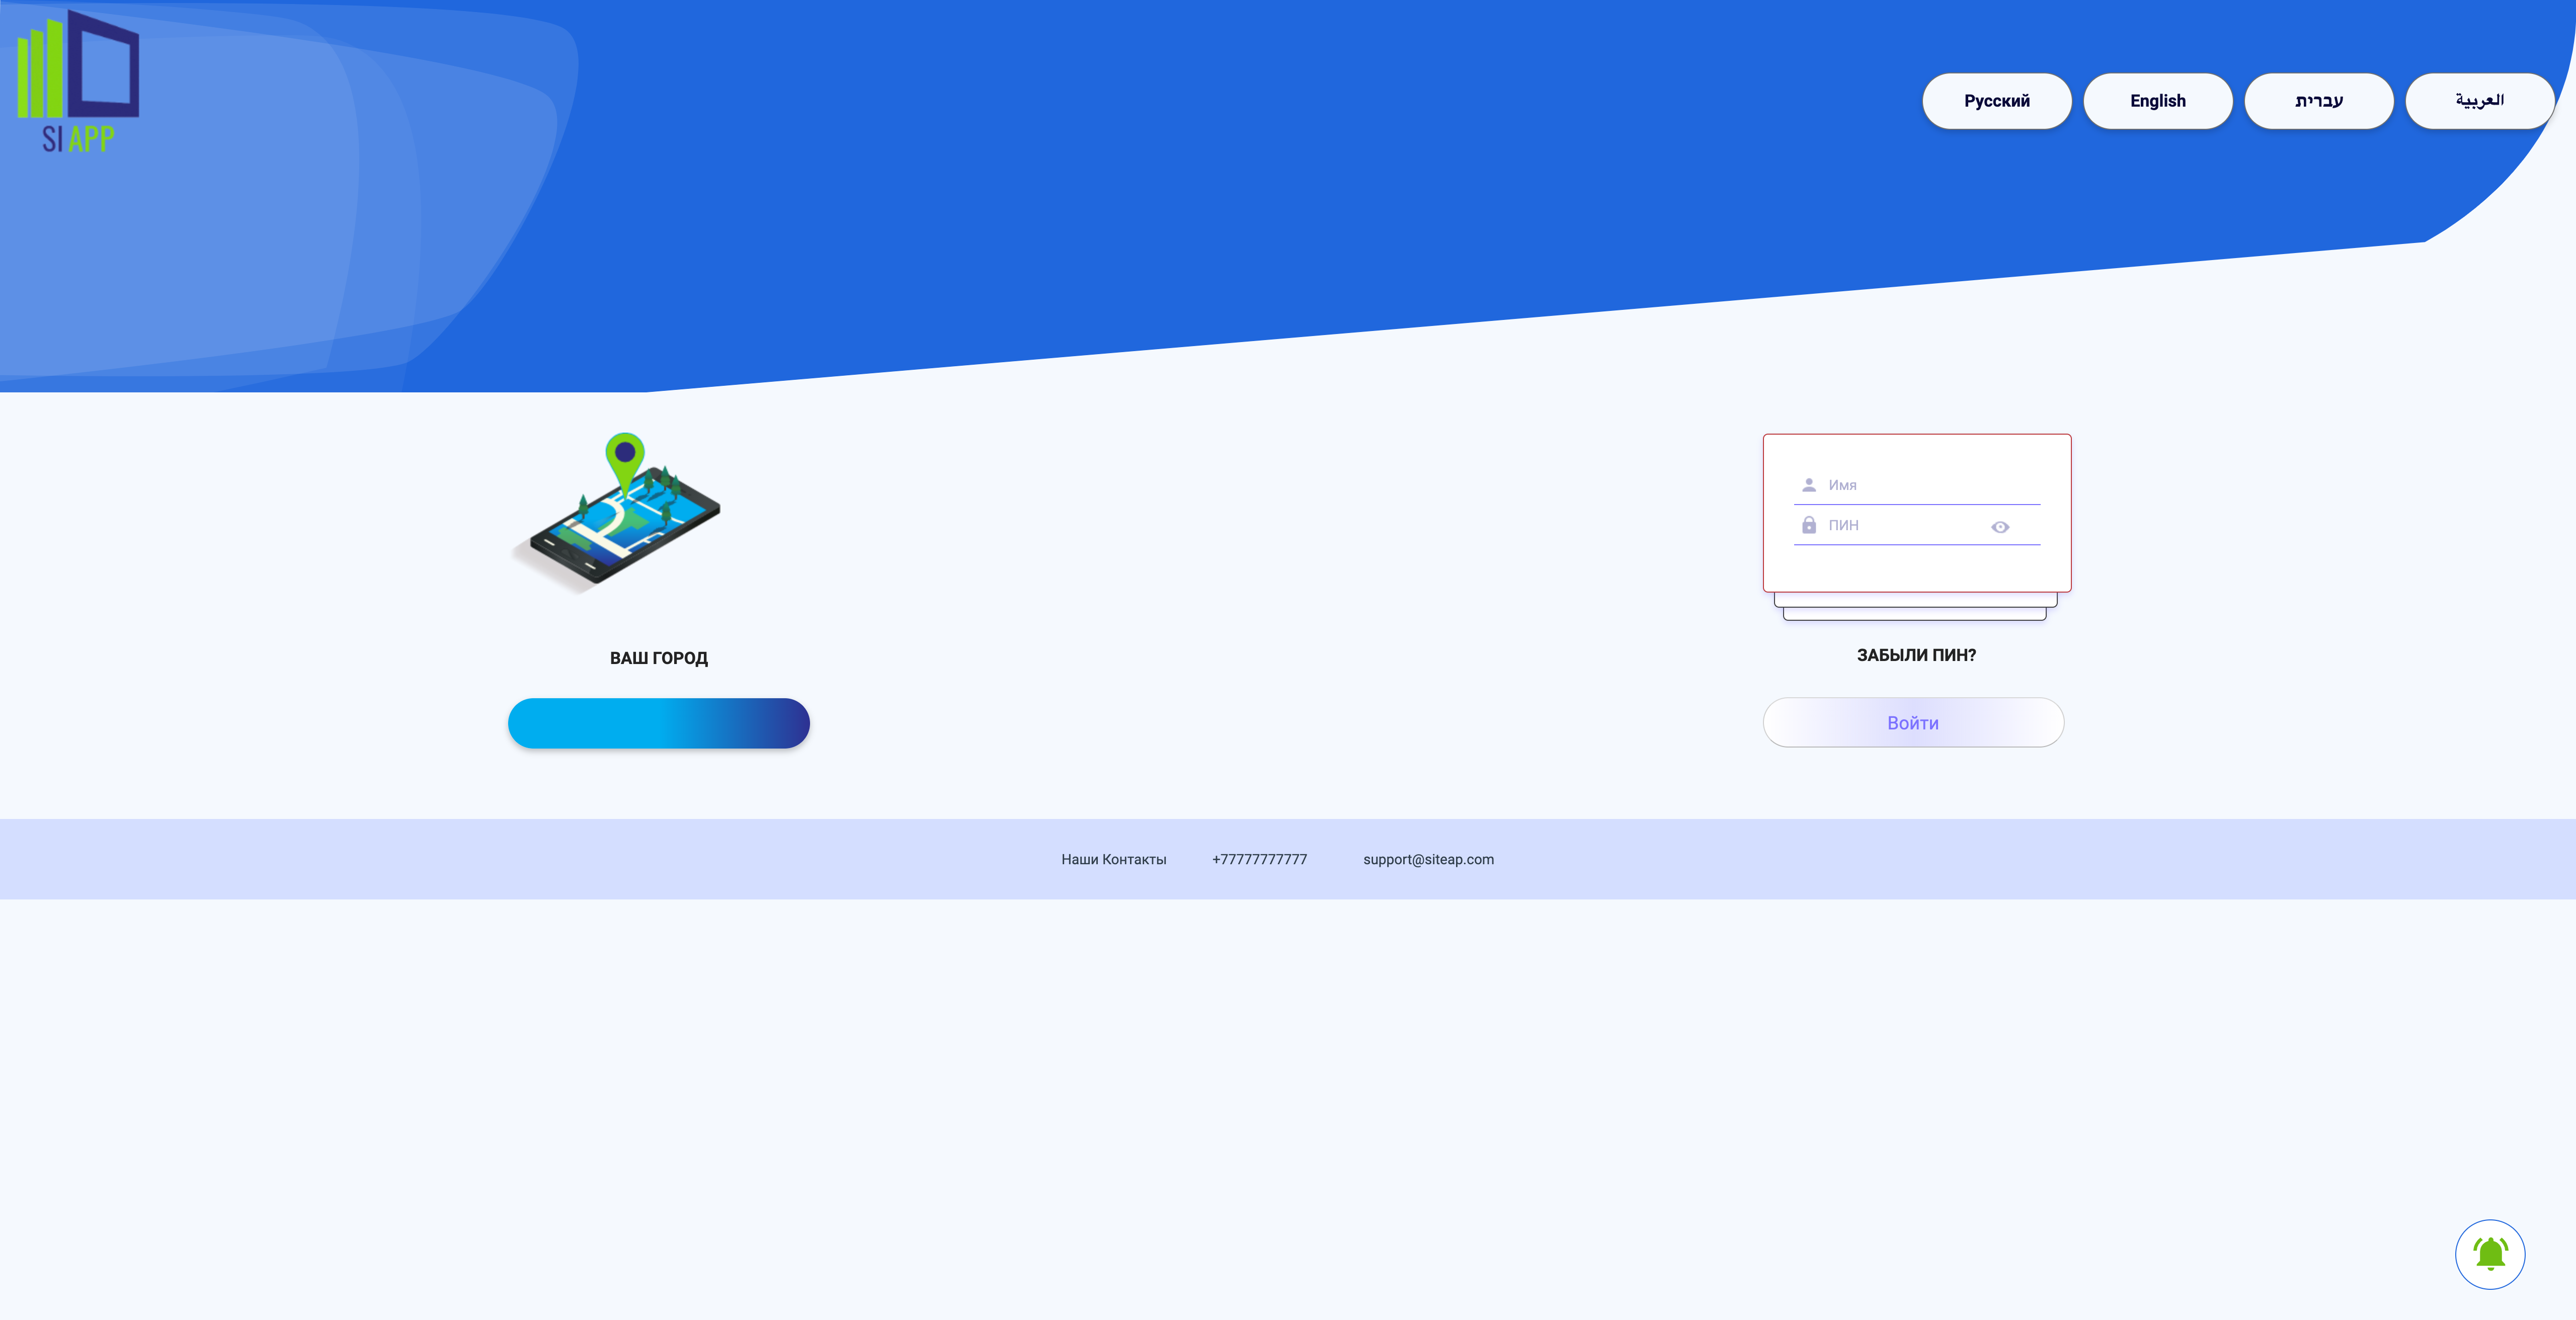 SI APP
Русский
English
עברית
العربية
Имя
ПИН
ВАШ ГОРОД
ЗАБЫЛИ ПИН?
Войти
Наши Контакты +77777777777 support@siteap.com